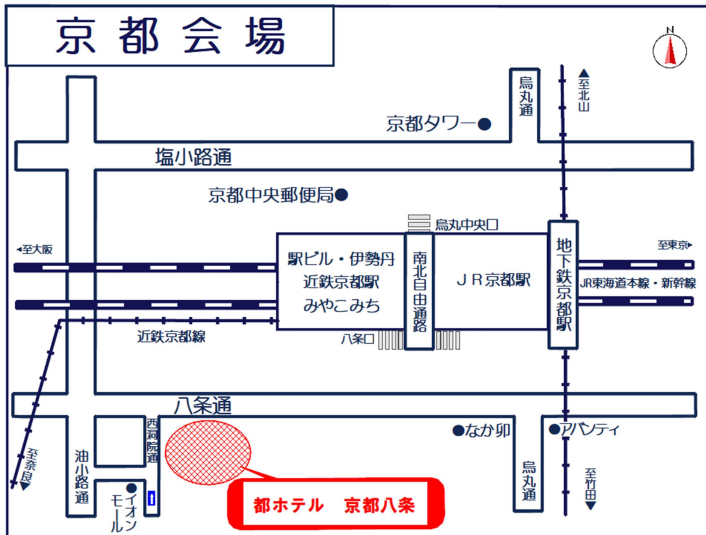 京都会場
N
烏丸通
至北山
京都タワー
塩小路通
京都中央郵便局
烏丸中央口
至大阪
駅ビル・伊勢丹
近鉄京都駅
みやこみち
南北自由通路
JR京都駅
地下鉄京都駅
至東京
JR東海道本線・新幹線
近鉄京都線
八条口
八条通
西洞院通
なか卯
アバンティ
至奈良
油小路通
イオン
モール
烏丸通
至竹田
都ホテル 京都八条